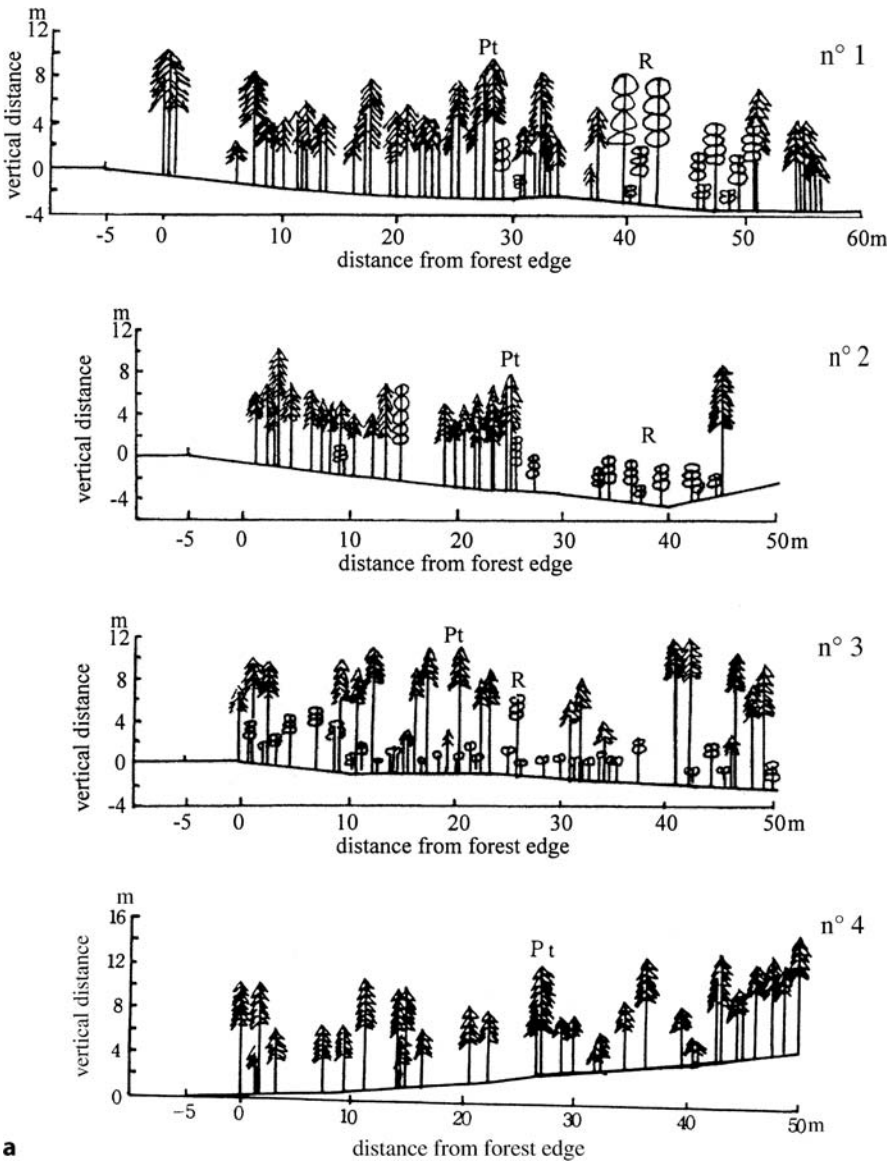 m
12
8
4
0
-4
vertical distance
Pt
R
n° 1
-5 0 10 20 30 40 50 60m
distance from forest edge
m
12
8
4
0
-4
vertical distance
Pt
R
n° 2
-5 0 10 20 30 40 50m
distance from forest edge
m
12
8
4
0
-4
vertical distance
Pt
R
n° 3
-5 0 10 20 30 40 50m
distance from forest edge
m
16
12
8
4
0
vertical distance
Pt
n° 4
-5 0 10 20 30 40 50m
distance from forest edge
a